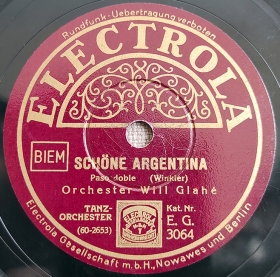 Rundfunk-Uebertragung verboten
ELECTROLA
BIEM
SCHÖNE ARGENTINA
Paso doble (Winkler)
Orchester Will Glahé
TANZ-
ORCHESTER
(60-2653)
Kat. Nr.
E. G.
3064
Electrola Gesellschaft m.b.H., Nowawes und Berlin